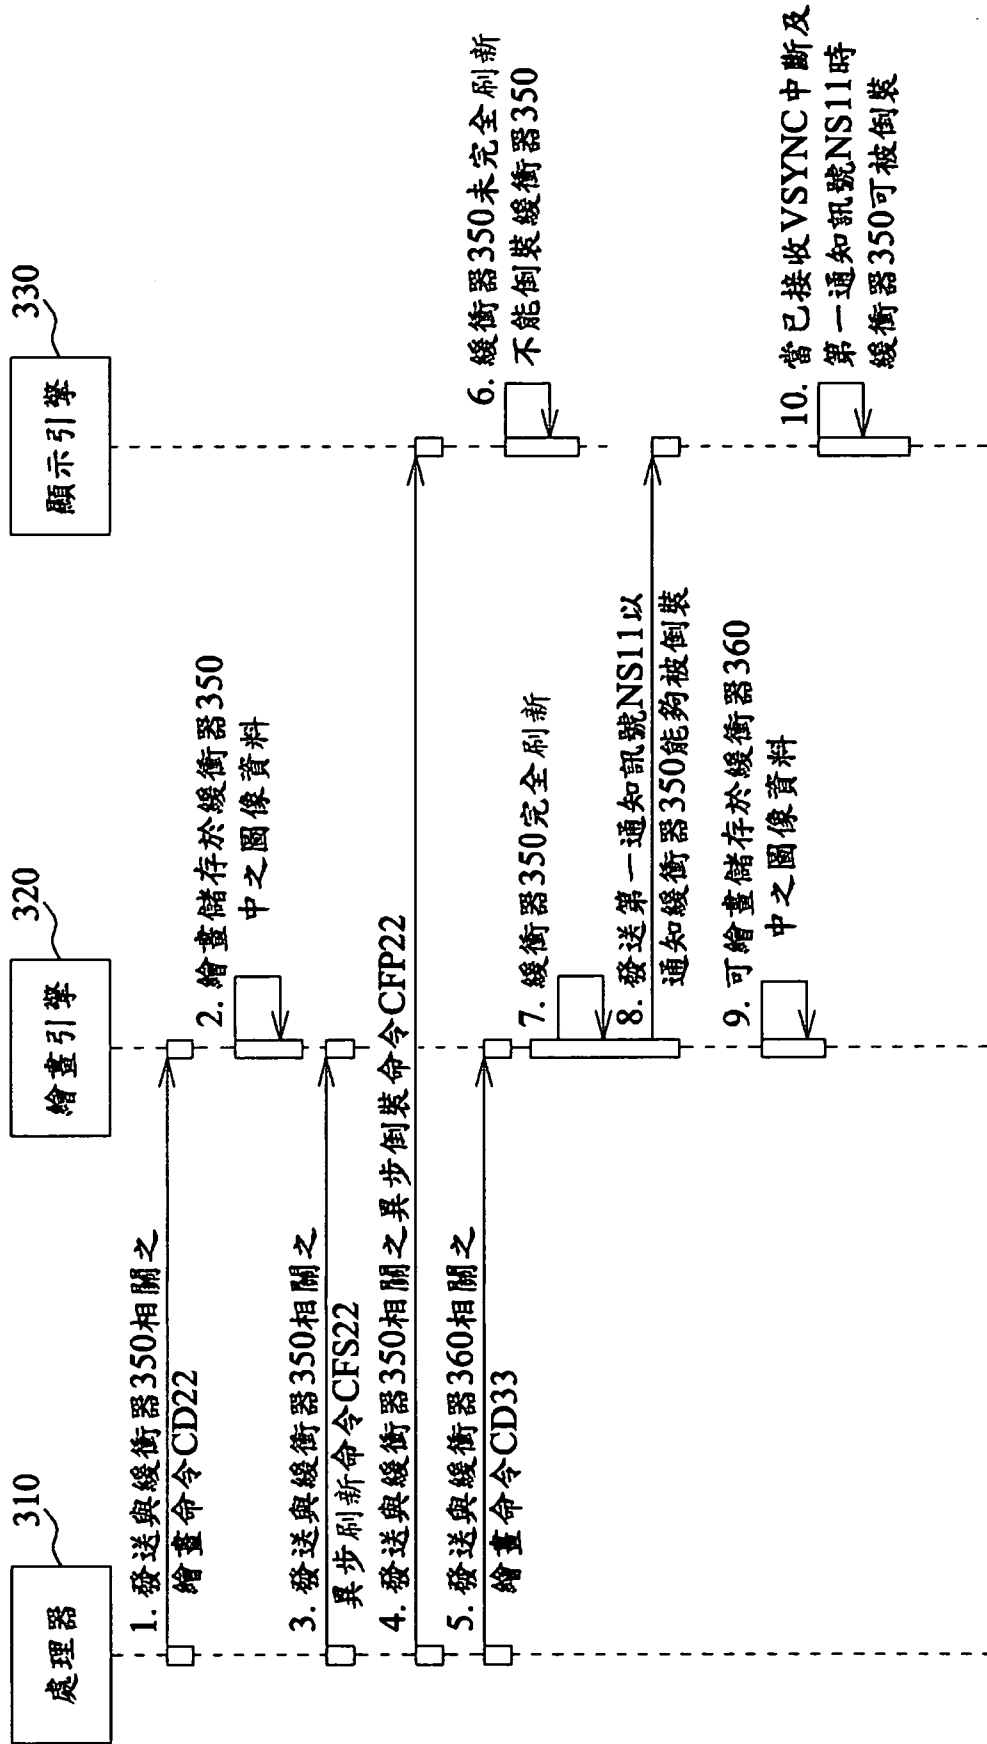 310
處理器
320
繪畫引擎
330
顯示引擎
1. 發送與緩衝器350相關之
繪畫命令CD22
2. 繪畫儲存於緩衝器350
中之圖像資料
3. 發送與緩衝器350相關之
異步刷新命令CFS22
4. 發送與緩衝器350相關之異步倒裝命令CFP22
5. 發送與緩衝器360相關之
繪畫命令CD33
6. 緩衝器350未完全刷新
不能倒裝緩衝器350
7. 緩衝器350完全刷新
8. 發送第一通知訊號NS11以
通知緩衝器350能夠被倒裝
9. 可繪畫儲存於緩衝器360
中之圖像資料
10. 當已接收VSYNC中斷及
第一通知訊號NS11時
緩衝器350可被倒裝